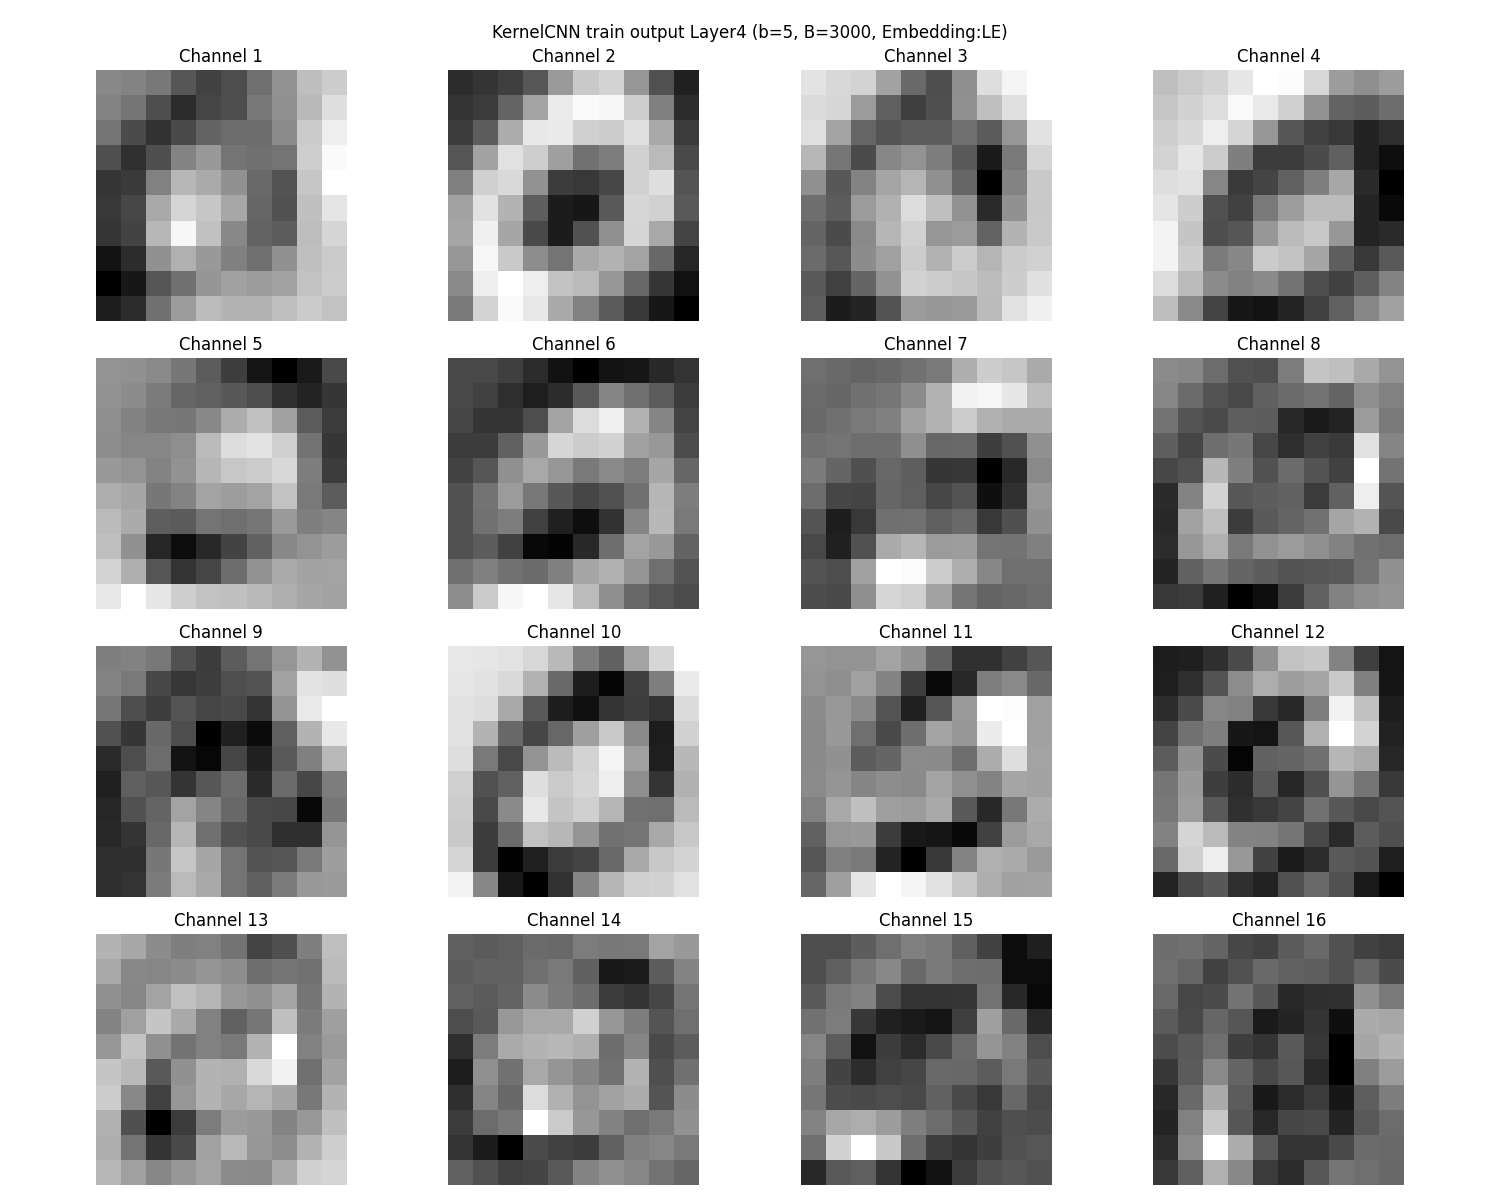 KernelCNN train output Layer4 (b=5, B=3000, Embedding:LE)
Channel 1
Channel 2
Channel 3
Channel 4
Channel 5
Channel 6
Channel 7
Channel 8
Channel 9
Channel 10
Channel 11
Channel 12
Channel 13
Channel 14
Channel 15
Channel 16